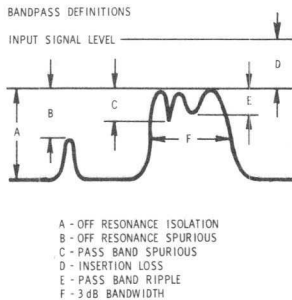 BANDPASS DEFINITIONS
INPUT SIGNAL LEVEL
D
B
C
E
A
F
A - OFF RESONANCE ISOLATION
B - OFF RESONANCE SPURIOUS
C - PASS BAND SPURIOUS
D - INSERTION LOSS
E - PASS BAND RIPPLE
F - 3 dB BANDWIDTH